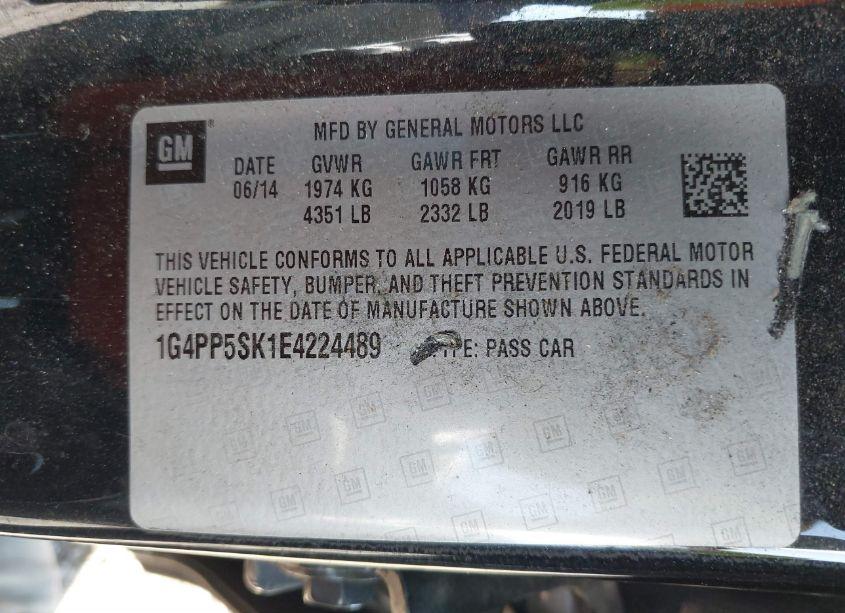 GM®
MFD BY GENERAL MOTORS LLC
DATE GVWR GAWR FRT GAWR RR
06/14 1974 KG 1058 KG 916 KG
4351 LB 2332 LB 2019 LB
THIS VEHICLE CONFORMS TO ALL APPLICABLE U.S. FEDERAL MOTOR
VEHICLE SAFETY, BUMPER, AND THEFT PREVENTION STANDARDS IN
EFFECT ON THE DATE OF MANUFACTURE SHOWN ABOVE.
1G4PP5SK1E4224489 TYPE: PASS CAR